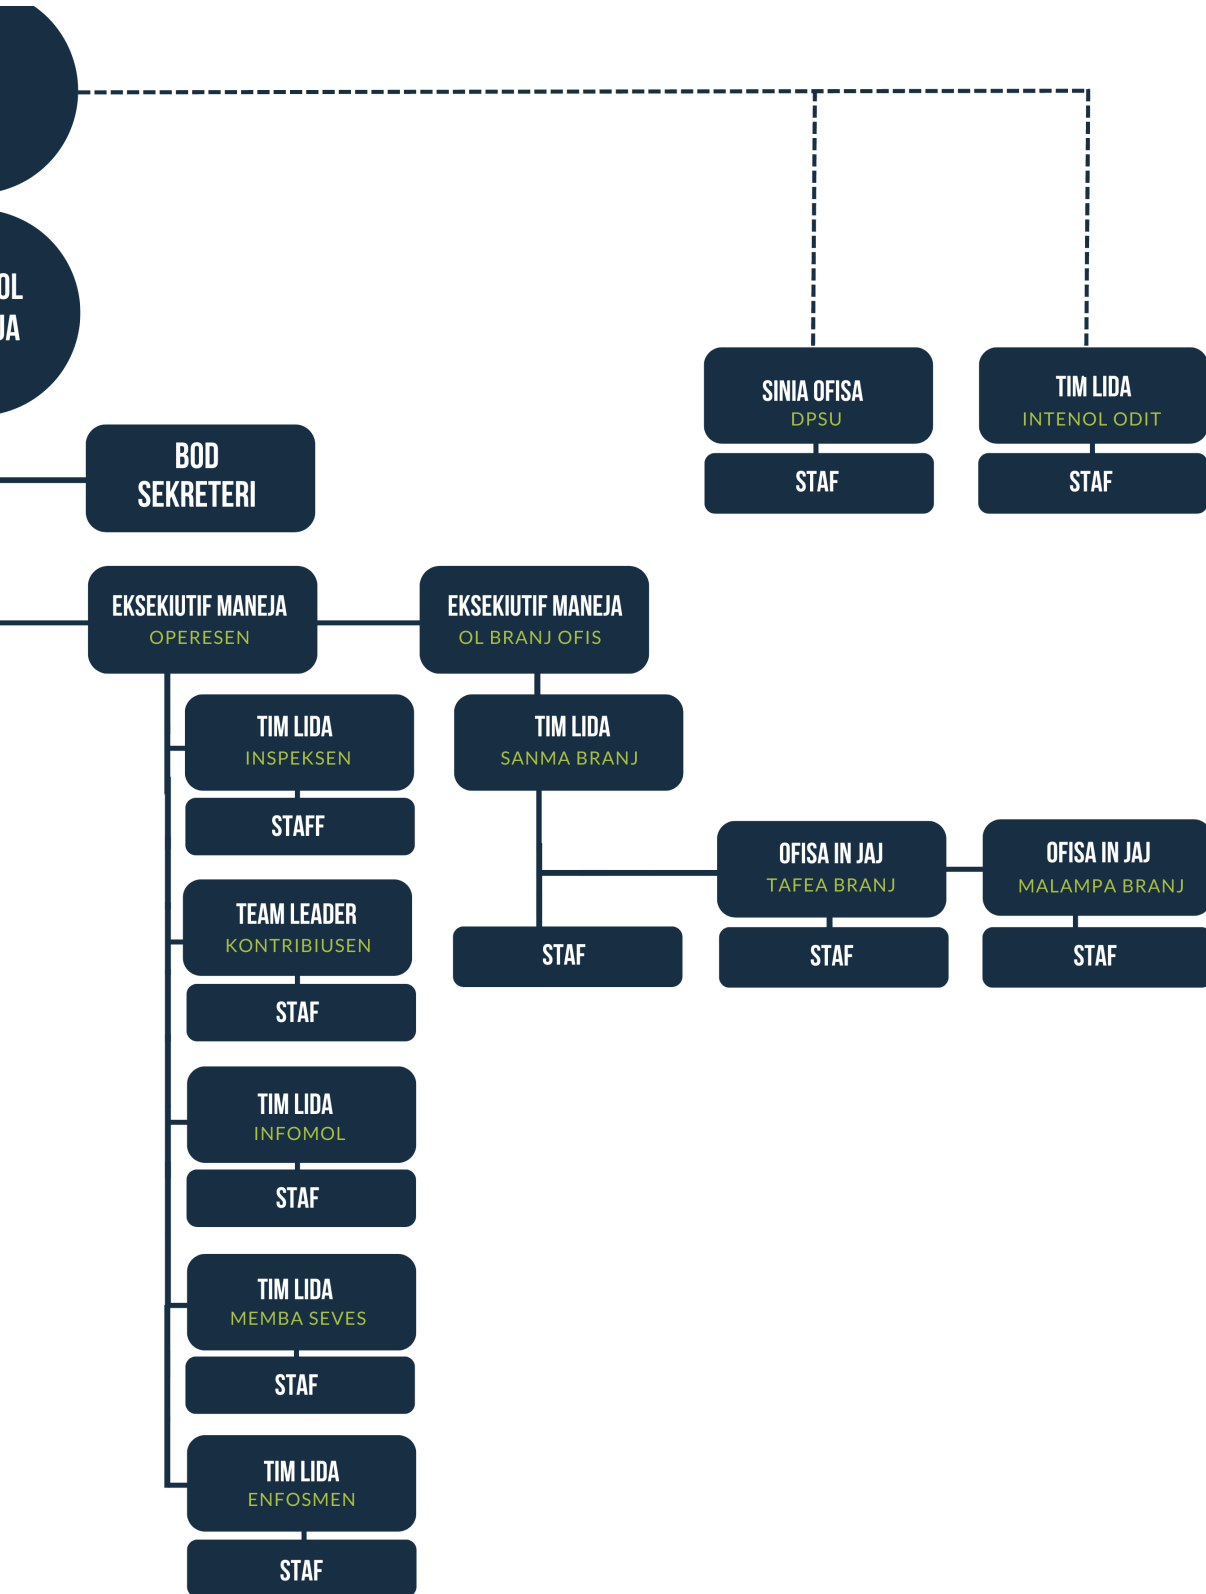 OL
JA
SINIA OFISA
DPSU
STAF
TIM LIDA
INTENOL ODIT
STAF
BOD
SEKRETERI
EKSEKIUTIF MANEJA
OPERESEN
EKSEKIUTIF MANEJA
OL BRANJ OFIS
TIM LIDA
INSPEKSEN
STAFF
TEAM LEADER
KONTRIBIUSEN
STAF
TIM LIDA
INFOMOL
STAF
TIM LIDA
MEMBA SEVES
STAF
TIM LIDA
ENFOSMEN
STAF
TIM LIDA
SANMA BRANJ
STAF
OFISA IN JAJ
TAFEA BRANJ
STAF
OFISA IN JAJ
MALAMPA BRANJ
STAF